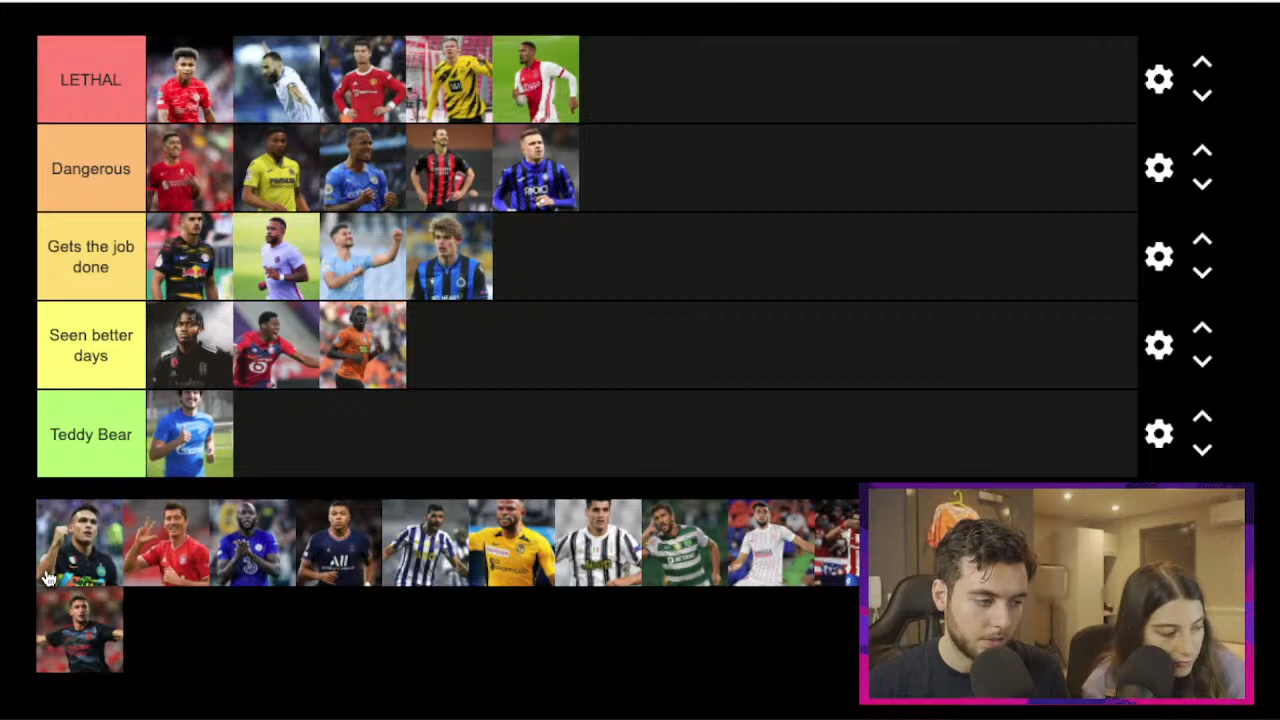 LETHAL
Dangerous
Gets the job
done
Seen better
days
Teddy Bear